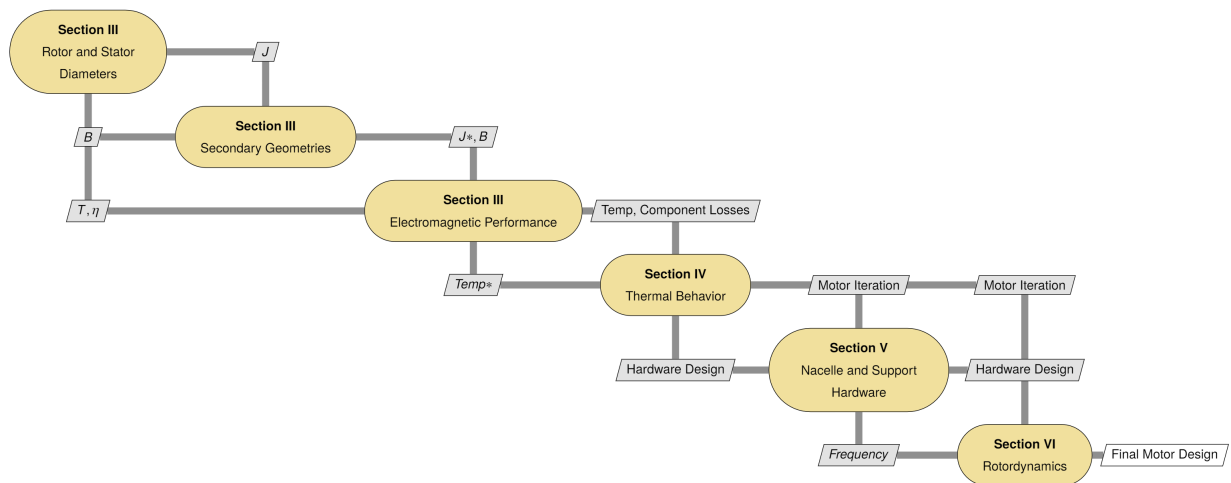 Section III
Rotor and Stator
Diameters
J
B
Section III
Secondary Geometries
J∗, B
T, η
Section III
Electromagnetic Performance
Temp, Component Losses
Temp∗
Section IV
Thermal Behavior
Motor Iteration
Motor Iteration
Hardware Design
Section V
Nacelle and Support
Hardware
Hardware Design
Frequency
Section VI
Rotordynamics
Final Motor Design